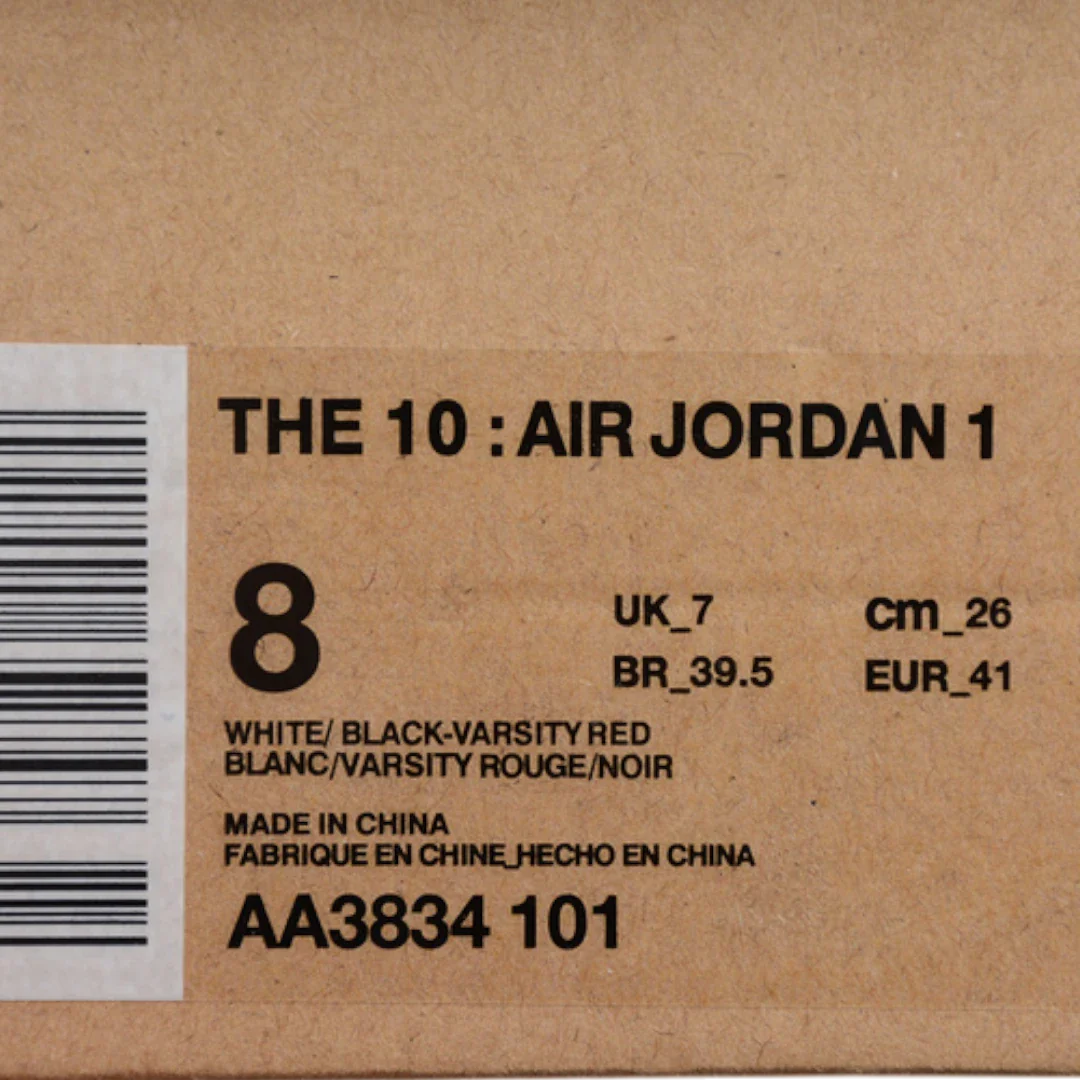 THE 10 : AIR JORDAN 1
8
UK_7 cm_26
BR_39.5 EUR_41
WHITE/ BLACK-VARSITY RED
BLANC/VARSITY ROUGE/NOIR
MADE IN CHINA
FABRIQUE EN CHINE_HECHO EN CHINA
AA3834 101